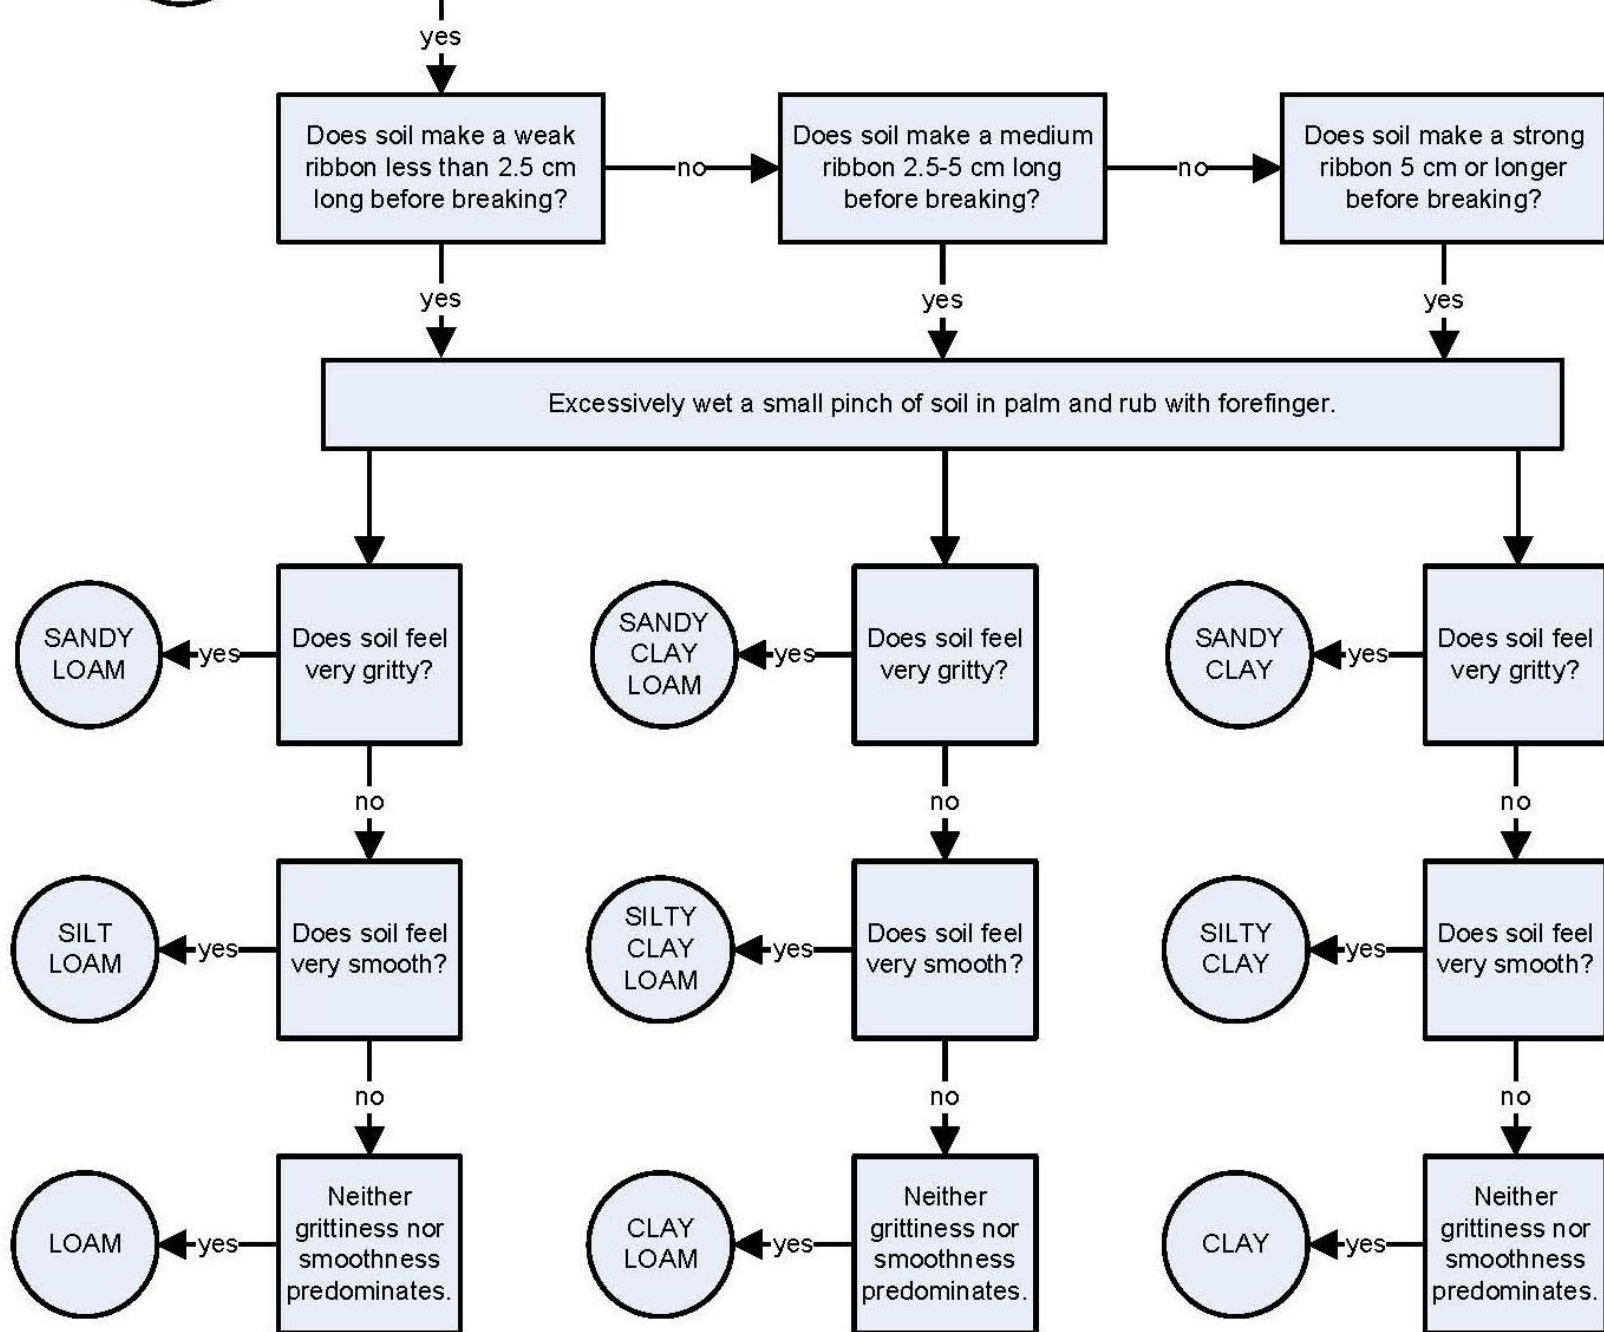 yes
Does soil make a weak
ribbon less than 2.5 cm
long before breaking?
no
Does soil make a medium
ribbon 2.5-5 cm long
before breaking?
no
Does soil make a strong
ribbon 5 cm or longer
before breaking?
yes
yes
yes
Excessively wet a small pinch of soil in palm and rub with forefinger.
SANDY
LOAM
yes
Does soil feel
very gritty?
SANDY
CLAY
LOAM
yes
Does soil feel
very gritty?
SANDY
CLAY
yes
Does soil feel
very gritty?
no
no
no
SILT
LOAM
yes
Does soil feel
very smooth?
SILTY
CLAY
LOAM
yes
Does soil feel
very smooth?
SILTY
CLAY
yes
Does soil feel
very smooth?
no
no
no
LOAM
yes
Neither
grittiness nor
smoothness
predominates.
CLAY
LOAM
yes
Neither
grittiness nor
smoothness
predominates.
CLAY
yes
Neither
grittiness nor
smoothness
predominates.